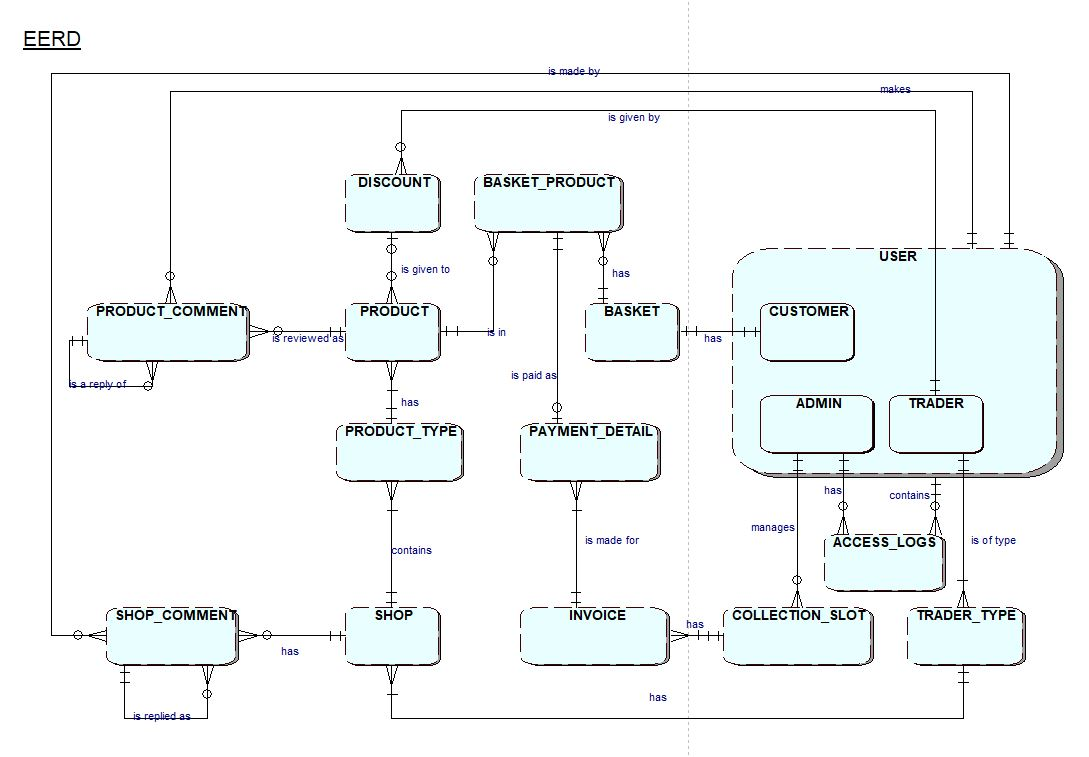 EERD
is made by
makes
is given by
DISCOUNT
BASKET_PRODUCT
USER
is given to
has
PRODUCT_COMMENT
PRODUCT
BASKET
CUSTOMER
is reviewed as
is in
has
is a reply of
is paid as
has
ADMIN
TRADER
PRODUCT_TYPE
PAYMENT_DETAIL
has
contains
manages
contains
is made for
ACCESS_LOGS
is of type
SHOP_COMMENT
SHOP
INVOICE
has
COLLECTION_SLOT
TRADER_TYPE
has
has
is replied as